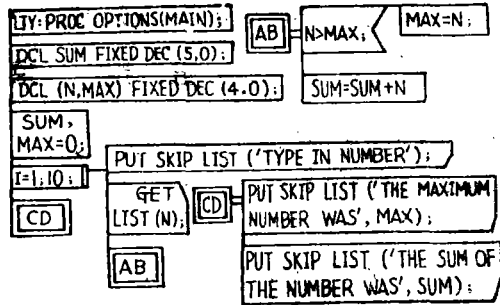 LTY: PROC OPTIONS(MAIN);
DCL SUM FIXED DEC (5,0);
DCL (N,MAX) FIXED DEC (4.0);
SUM,
MAX=0;
I=1;10;
CD
PUT SKIP LIST ('TYPE IN NUMBER');
GET
LIST (N);
AB
AB
N>MAX;
MAX=N;
SUM=SUM+N
CD
PUT SKIP LIST ('THE MAXIMUM
NUMBER WAS', MAX);
PUT SKIP LIST ('THE SUM OF
THE NUMBER WAS', SUM);